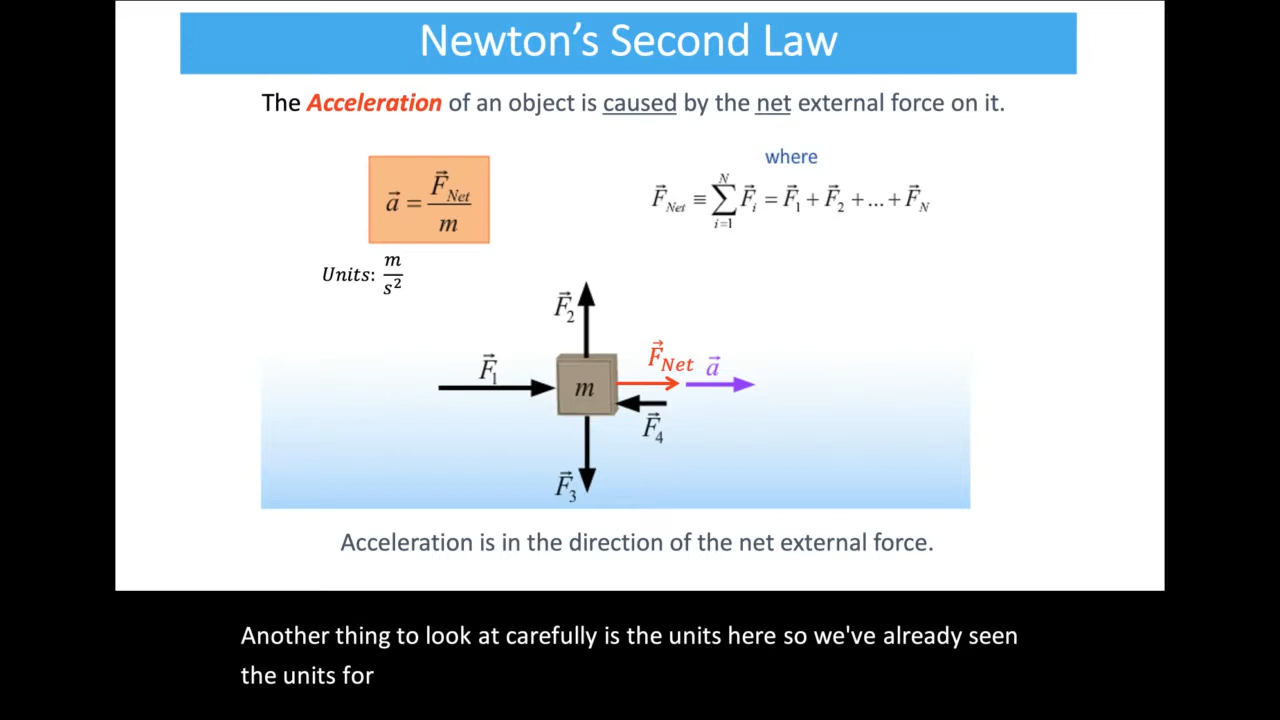 Newton's Second Law
The Acceleration of an object is caused by the net external force on it.
where
a⃗ = F⃗_Net / m
F⃗_Net ≡ ∑_{i=1}^{N} F⃗_i = F⃗_1 + F⃗_2 + ... + F⃗_N
Units: m/s²
F⃗_2
F⃗_1
m
F⃗_Net a⃗
F⃗_4
F⃗_3
Acceleration is in the direction of the net external force.
Another thing to look at carefully is the units here so we've already seen
the units for